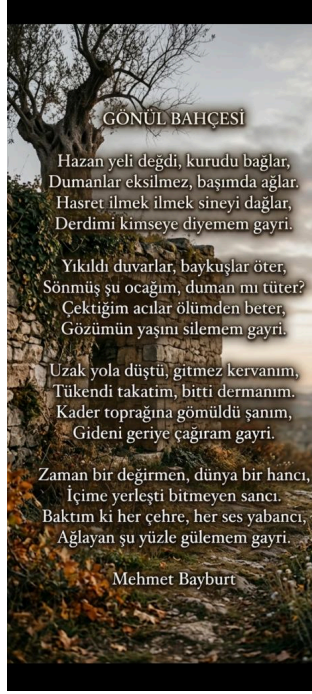 GÖNÜL BAHÇESİ
Hazan yeli değdi, kurudu bağlar,
Dumanlar eksilmez, başımda ağlar.
Hasret ilmek ilmek sineyi dağlar,
Derdimi kimseye diyemem gayri.
Yıkıldı duvarlar, baykuşlar öter,
Sönmüş şu ocağım, duman mı tüter?
Çektiğim acılar ölümden beter,
Gözümün yaşını silemem gayri.
Uzak yola düştü, gitmez kervanım,
Tükendi takatim, bitti dermanım.
Kader toprağına gömüldü şanım,
Gideni geriye çağıram gayri.
Zaman bir değirmen, dünya bir hancı,
İçime yerleşti bitmeyen sancı.
Baktım ki her çehre, her ses yabancı,
Ağlayan şu yüzle gülemem gayri.
Mehmet Bayburt